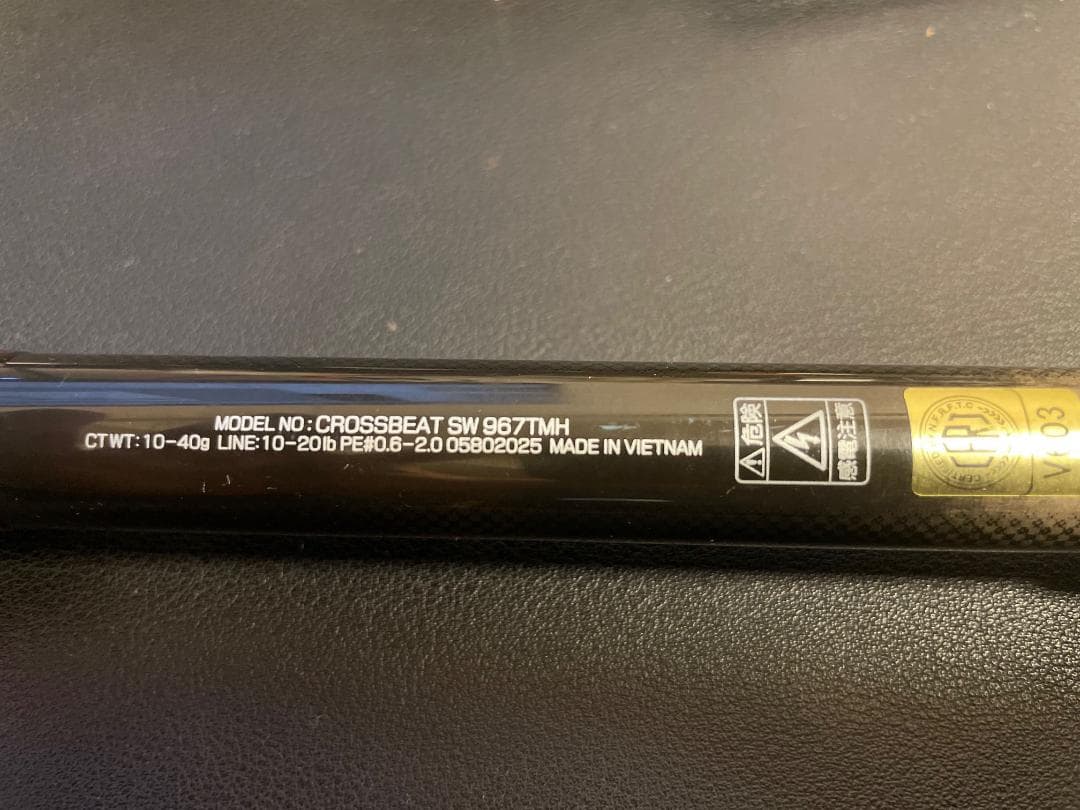 MODEL NO : CROSSBEAT SW 967TMH
CTWT: 10-40g LINE:10-20lb PE#0.6-2.0 05802025 MADE IN VIETNAM
危険
感電注意